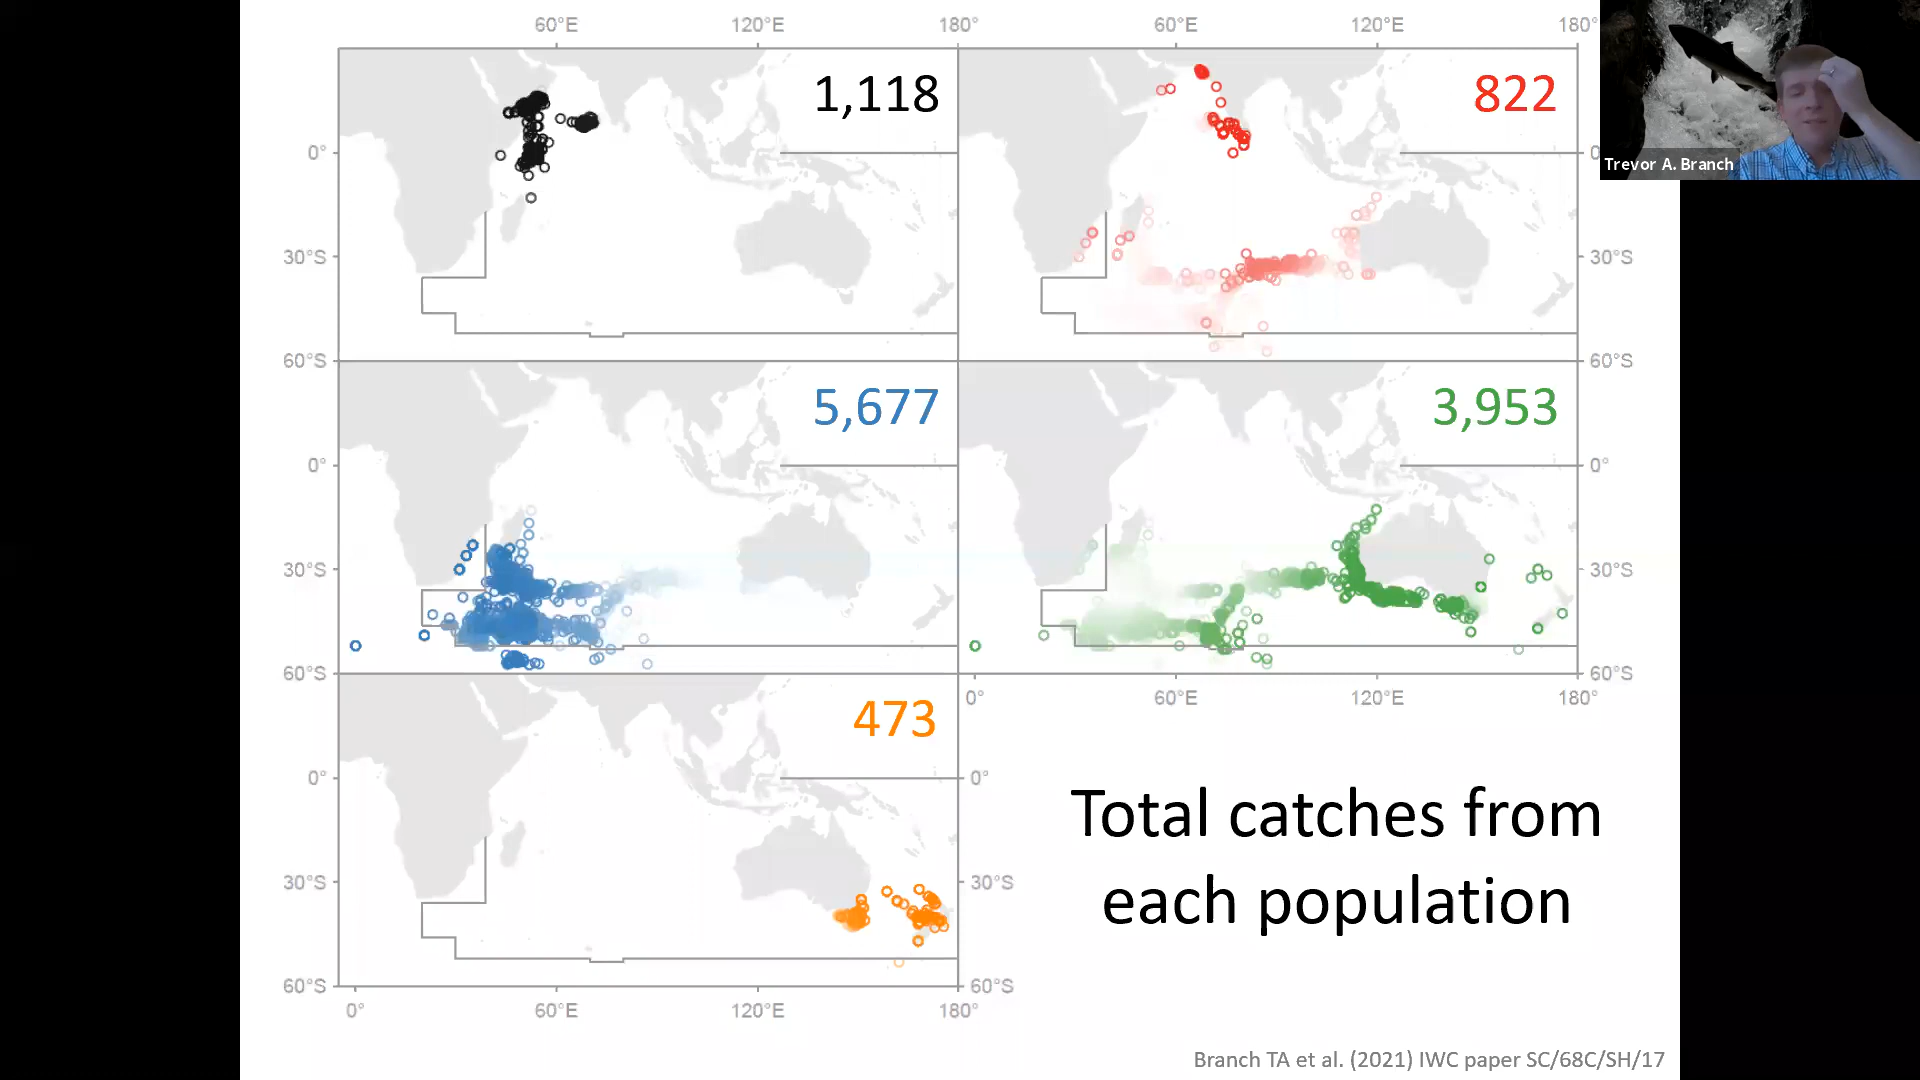 60°E 120°E 180° 60°E 120°E 180°
1,118
822
Trevor A. Branch
0° 0
30°S 30°S
60°S 60°S
5,677
3,953
0° 0°
30°S 30°S
60°S 60°S
0° 60°E 120°E 180°
473
0° 0°
Total catches from
each population
30°S 30°S
60°S 60°S
0° 60°E 120°E 180°
Branch TA et al. (2021) IWC paper SC/68C/SH/17